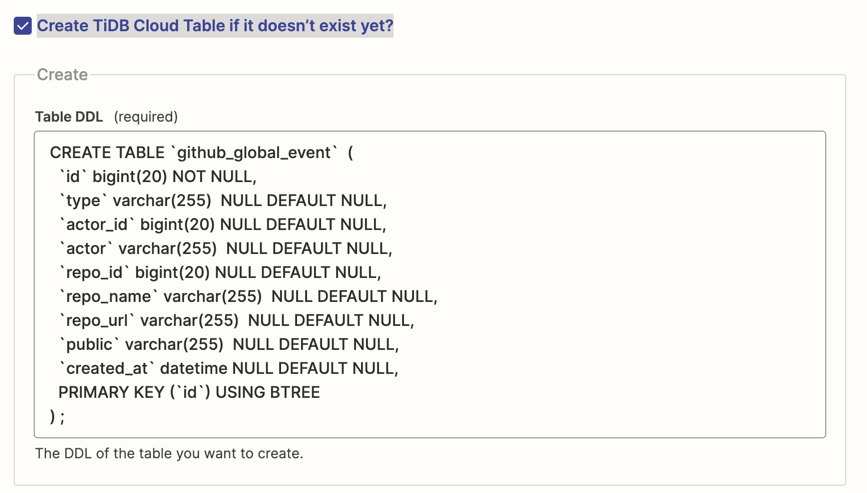 Create TiDB Cloud Table if it doesn’t exist yet?
Create
Table DDL (required)
CREATE TABLE `github_global_event` (
`id` bigint(20) NOT NULL,
`type` varchar(255)  NULL DEFAULT NULL,
`actor_id` bigint(20) NULL DEFAULT NULL,
`actor` varchar(255)  NULL DEFAULT NULL,
`repo_id` bigint(20) NULL DEFAULT NULL,
`repo_name` varchar(255)  NULL DEFAULT NULL,
`repo_url` varchar(255)  NULL DEFAULT NULL,
`public` varchar(255)  NULL DEFAULT NULL,
`created_at` datetime NULL DEFAULT NULL,
PRIMARY KEY (`id`) USING BTREE
) ;
The DDL of the table you want to create.